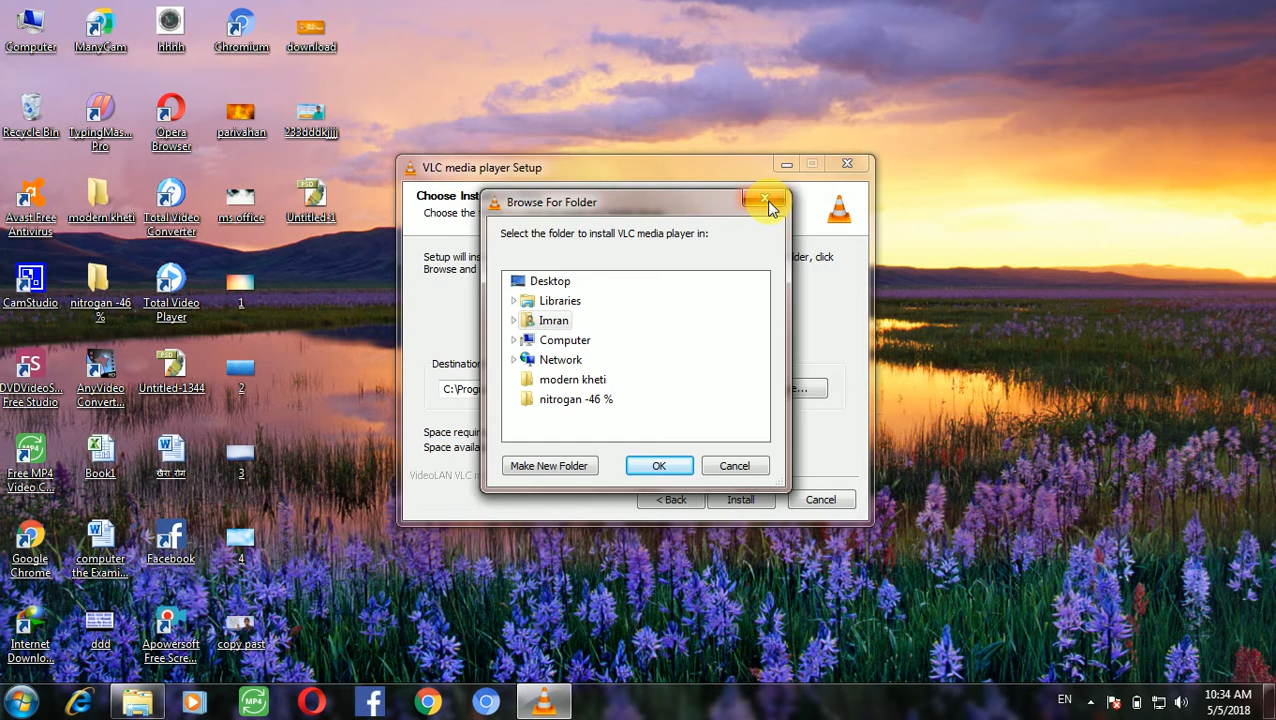 Computer
ManyCam
hhhh
Chromium
download
Recycle Bin
TypingMas...
Pro
Opera
Browser
parivahan
233dddkjjjj
Avast Free
Antivirus
modern kheti
Total Video
Converter
ms office
Untitled-1
CamStudio
nitrogan -46
%
Total Video
Player
1
DVDVideoS...
Free Studio
AnyVideo
Convert...
Untitled-1344
2
Free MP4
Video C...
Book1
खैरा रोग
3
Google
Chrome
computer
the Exami...
Facebook
4
Internet
Downlo...
ddd
Apowersoft
Free Scre...
copy past
VLC media player Setup
Choose Inst
Choose the
Setup will ins
der, click
Browse and
Destination
C:\Prog
e...
Space requir
Space availa
VideoLAN VLC
< Back
Install
Cancel
Browse For Folder
Select the folder to install VLC media player in:
Desktop
Libraries
Imran
Computer
Network
modern kheti
nitrogan -46 %
Make New Folder
OK
Cancel
MP4
EN
10:34 AM
5/5/2018